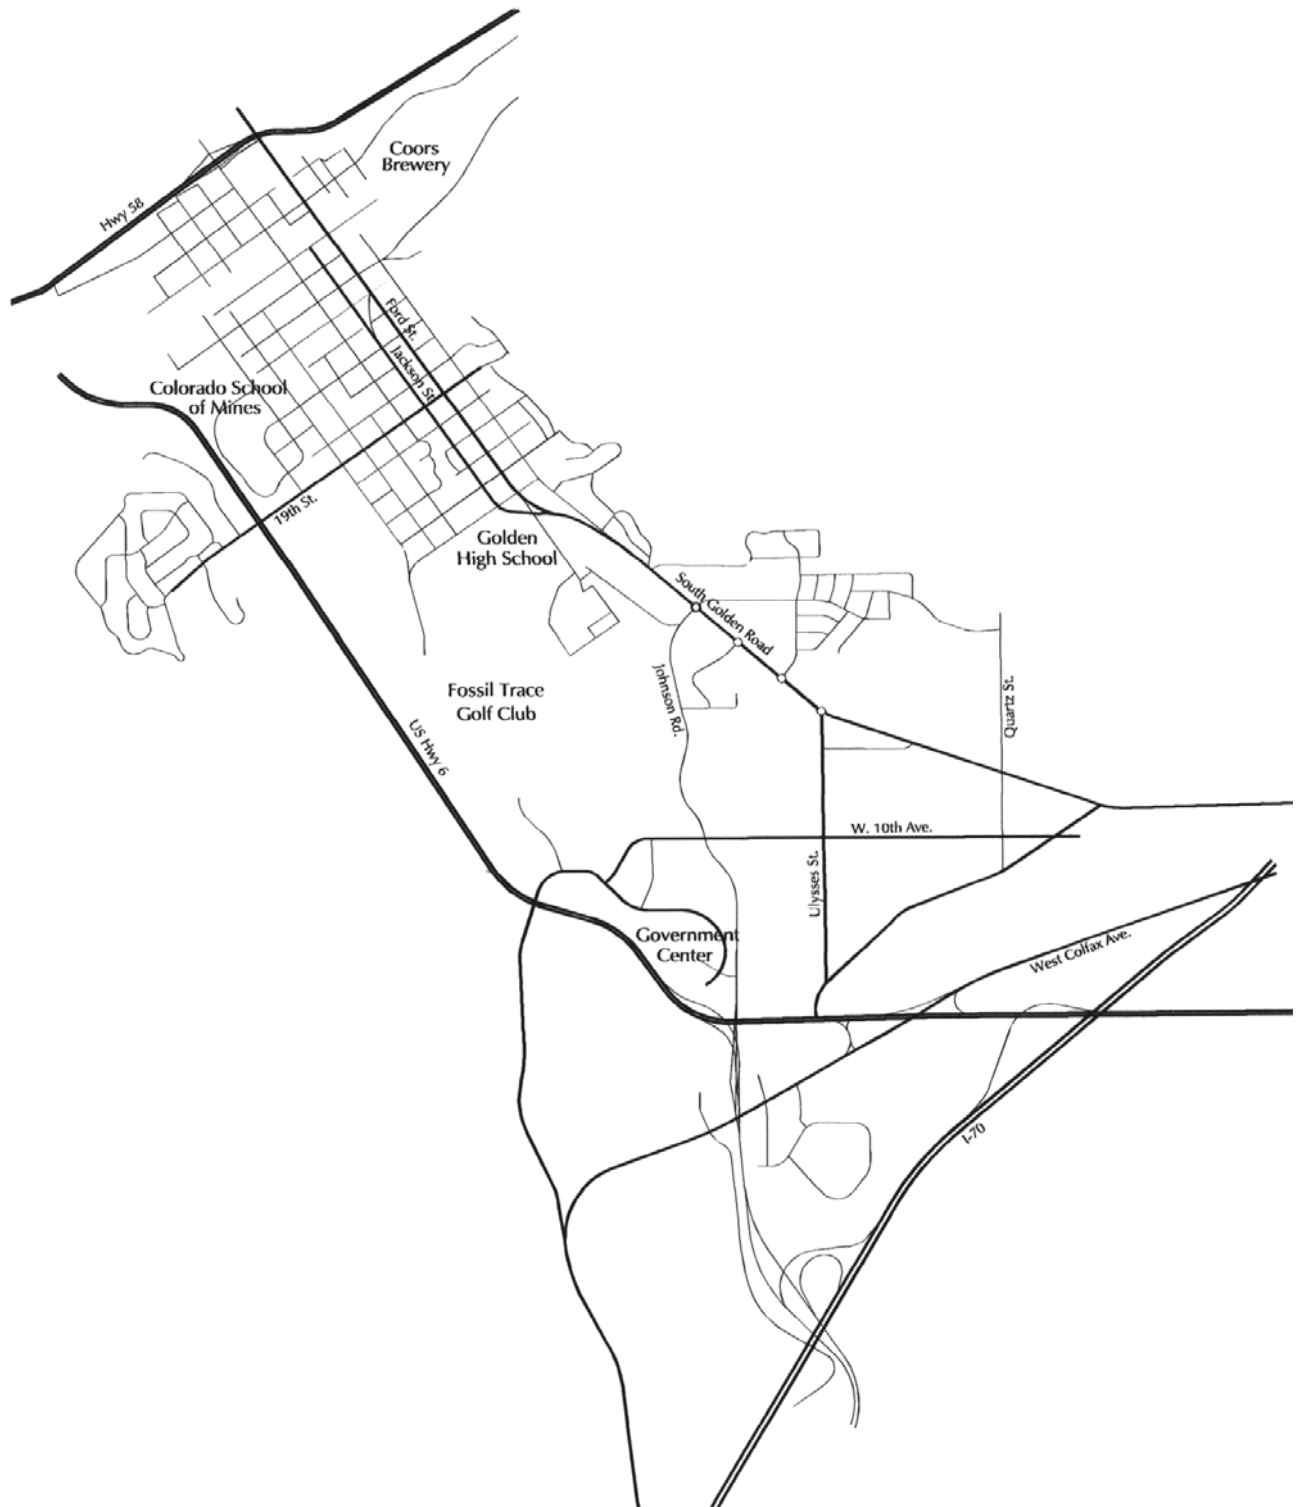 Coors
Brewery
Hwy 58
Ford St.
Jackson St.
Colorado School
of Mines
19th St.
Golden
High School
South Golden Road
Johnson Rd.
Fossil Trace
Golf Club
Quartz St.
US Hwy 6
W. 10th Ave.
Ulysses St.
Government
Center
West Colfax Ave.
I-70